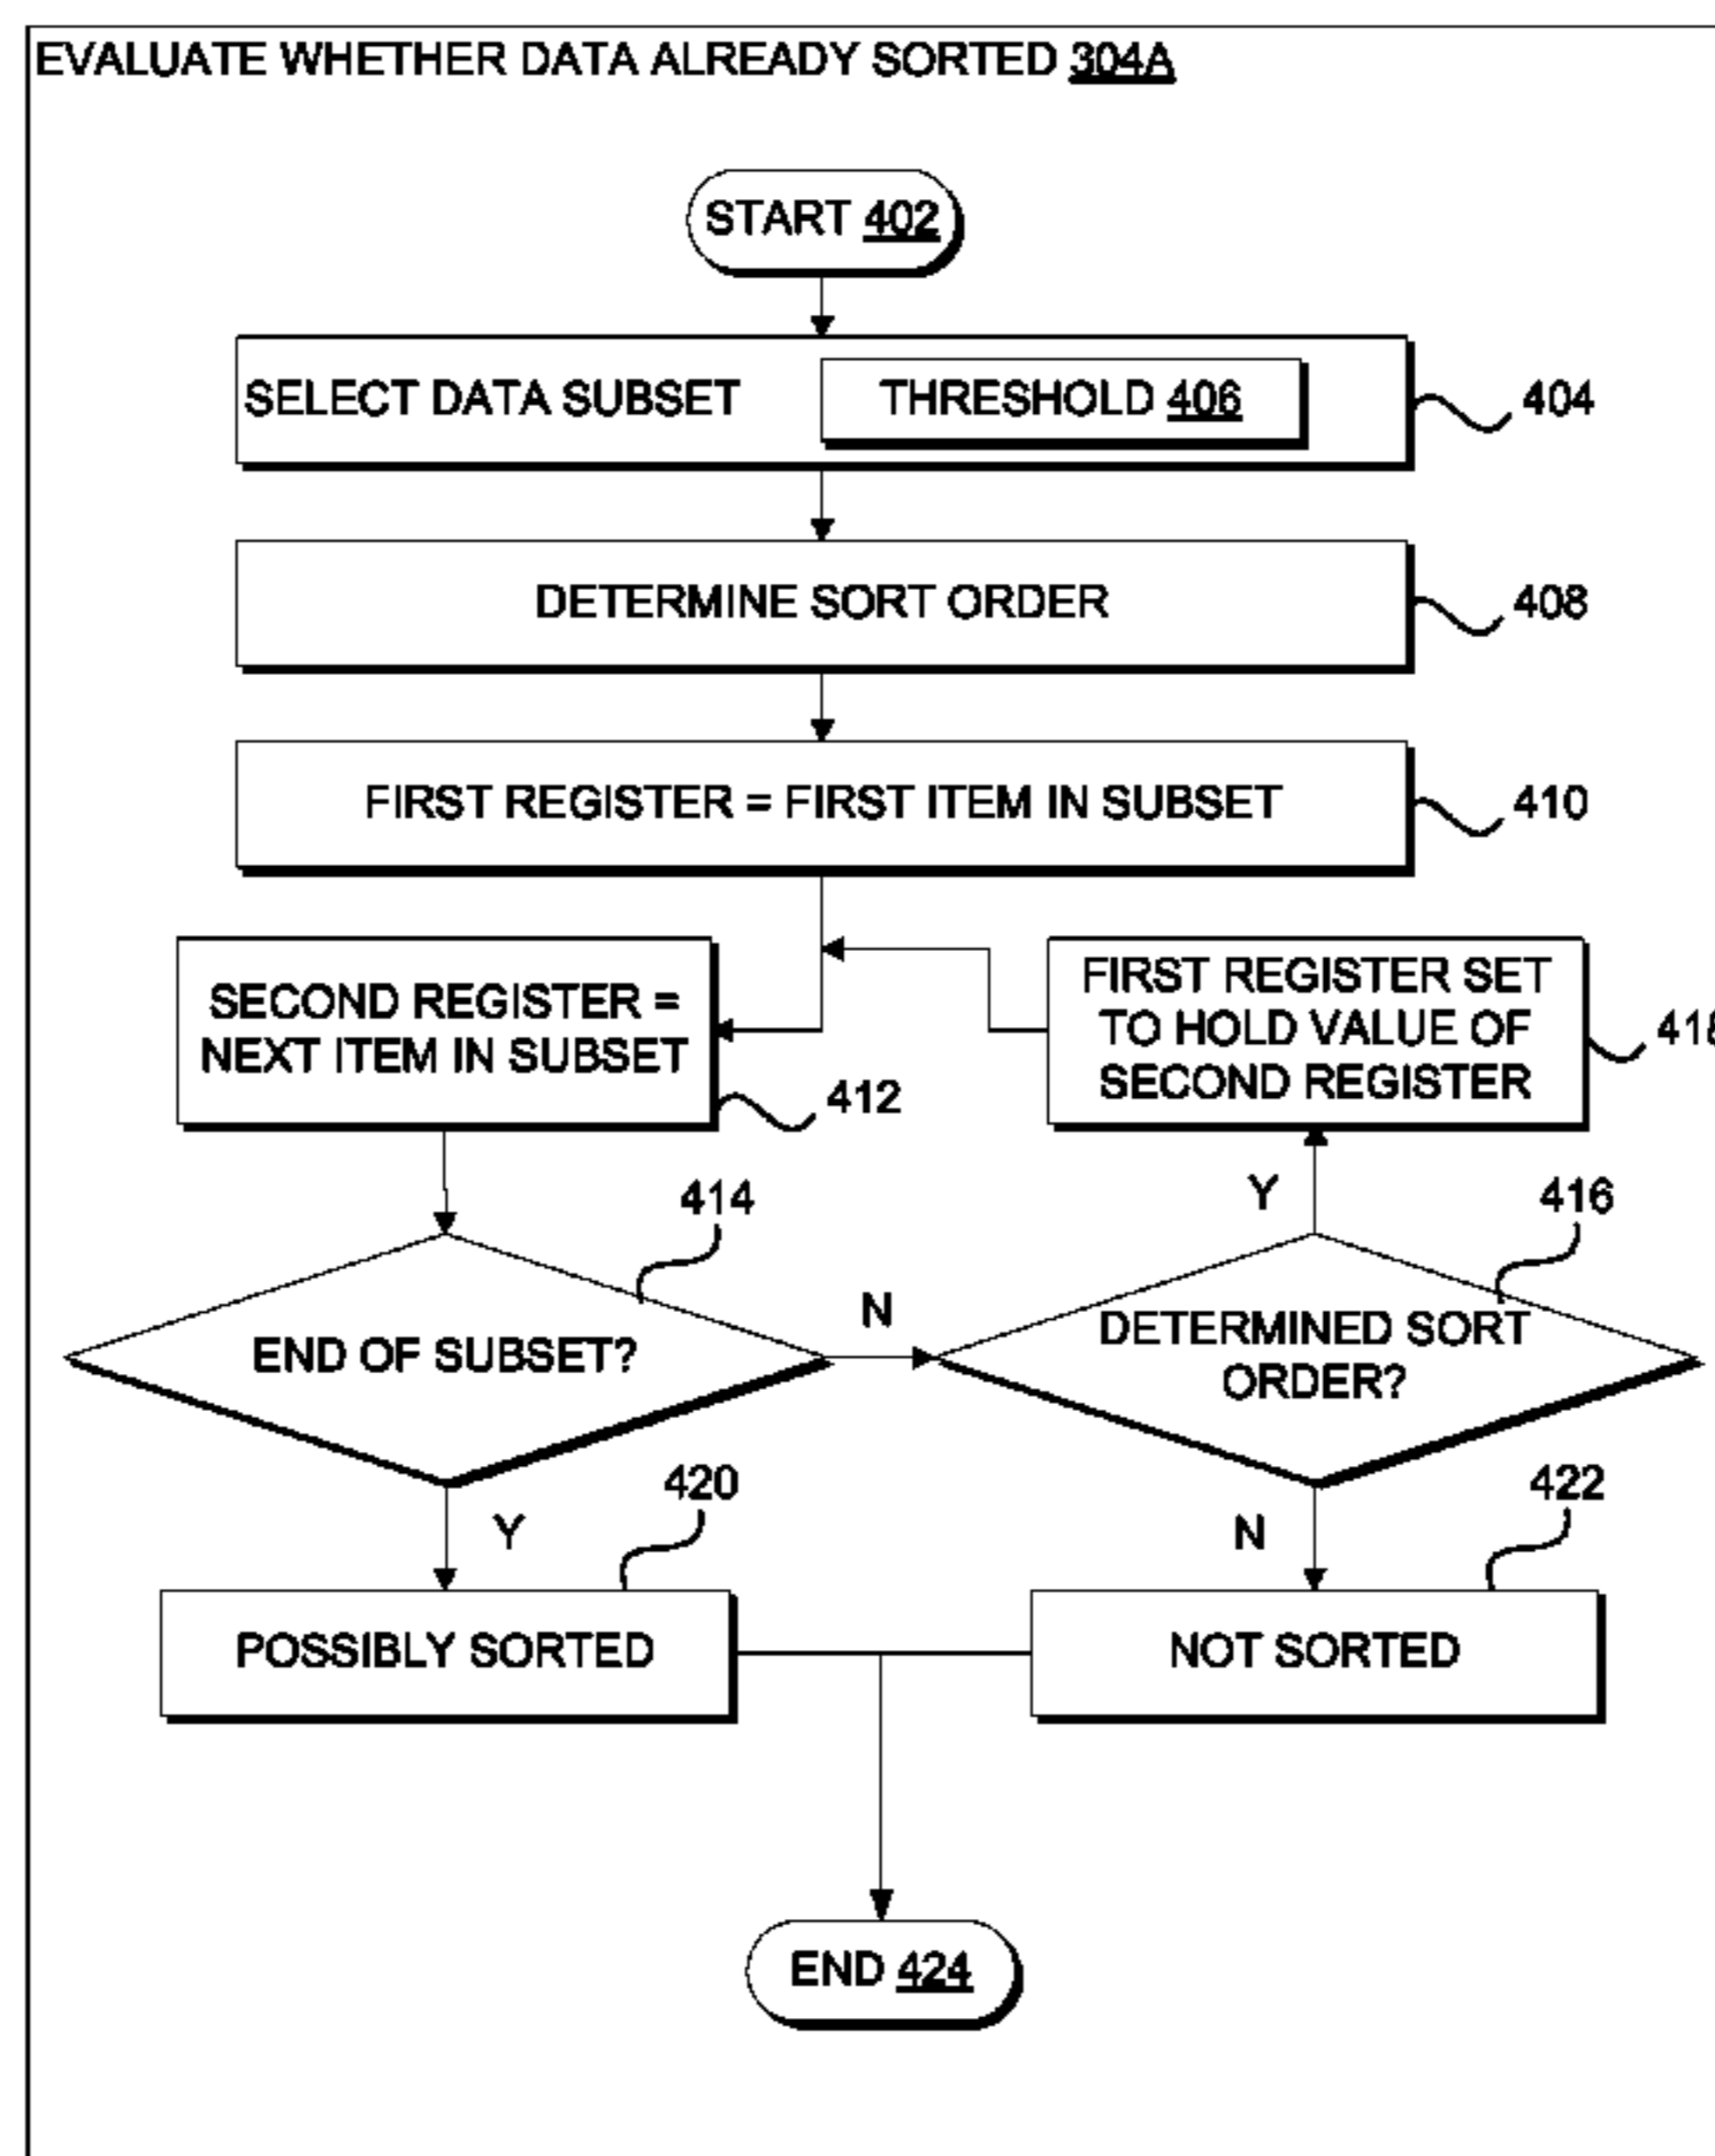 EVALUATE WHETHER DATA ALREADY SORTED 304A
START 402
SELECT DATA SUBSET
THRESHOLD 406
404
DETERMINE SORT ORDER
408
FIRST REGISTER = FIRST ITEM IN SUBSET
410
SECOND REGISTER =
NEXT ITEM IN SUBSET
412
FIRST REGISTER SET
TO HOLD VALUE OF
SECOND REGISTER
418
414
END OF SUBSET?
N
Y
416
DETERMINED SORT
ORDER?
Y
N
420
POSSIBLY SORTED
422
NOT SORTED
END 424